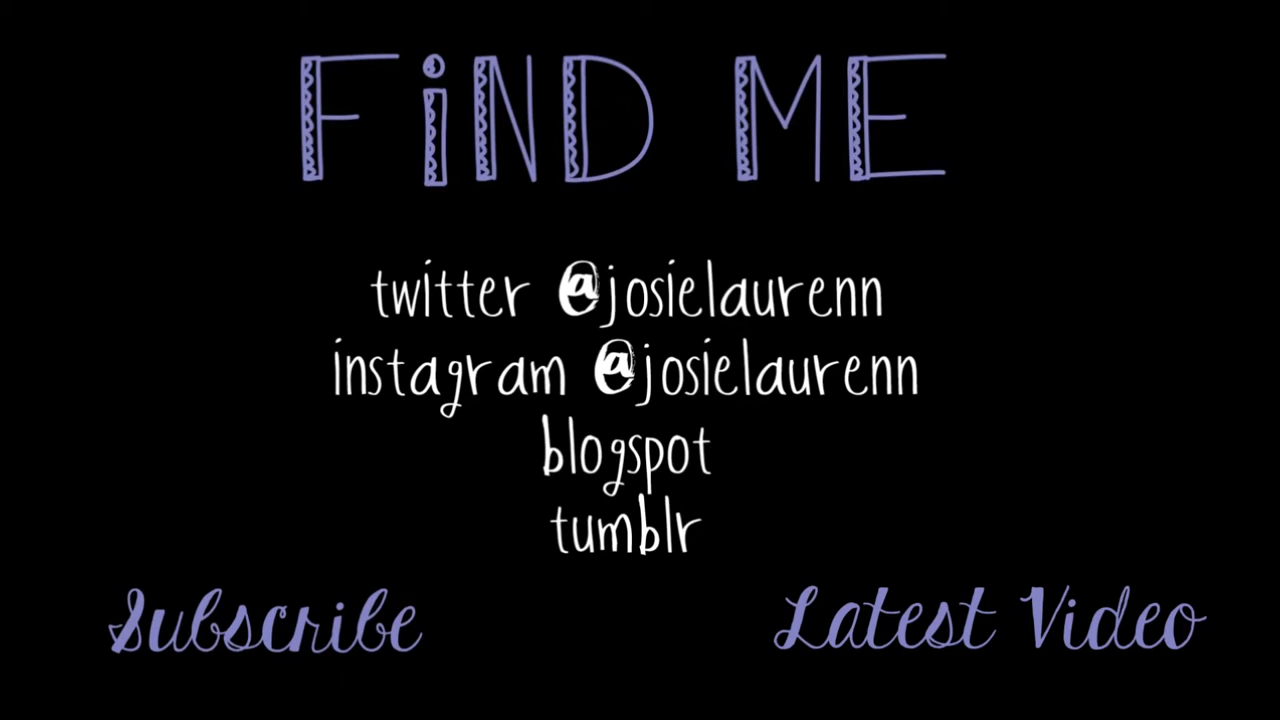 FiND ME
twitter @josielaurenn
instagram @josielaurenn
blogspot
tumblr
Subscribe
Latest Video